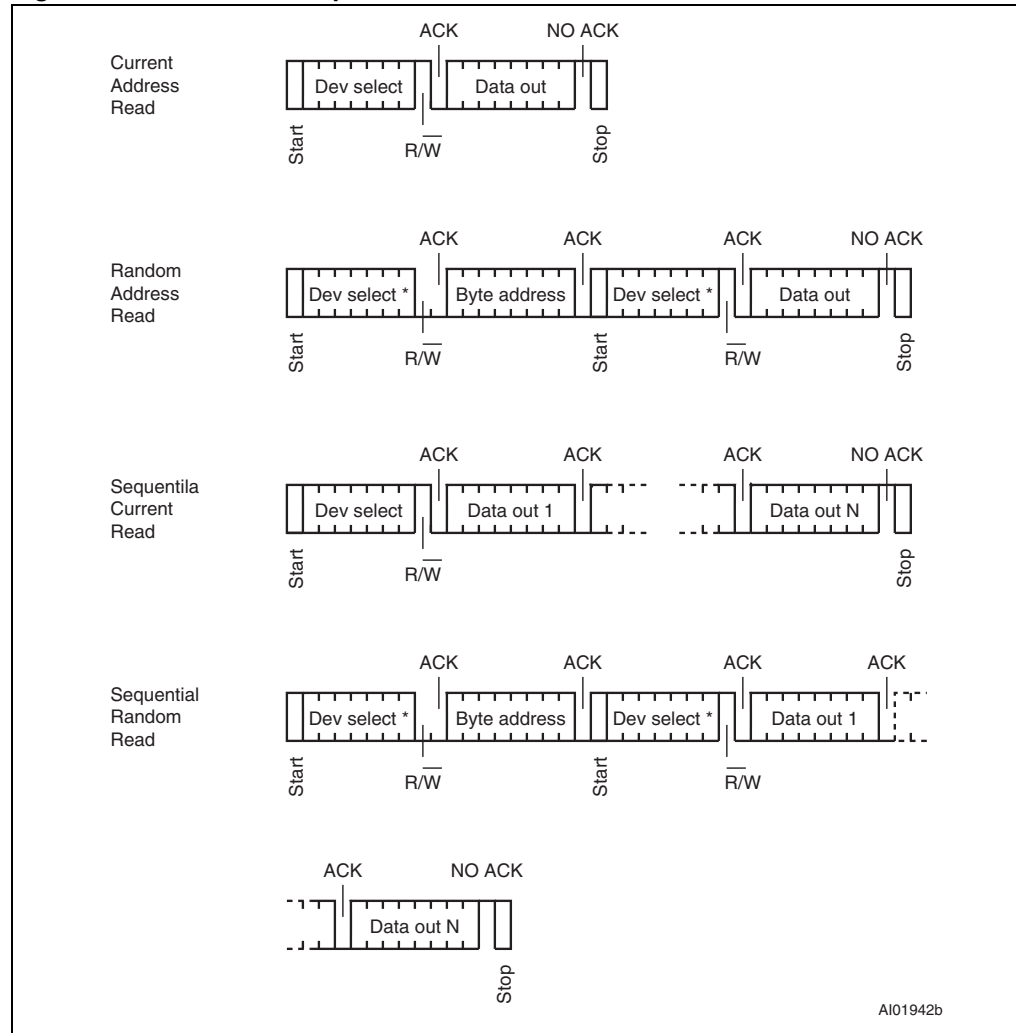 ACK NO ACK
Current
Address
Read
Dev select Data out
Start R/W̅ Stop
ACK ACK ACK NO ACK
Random
Address
Read
Dev select * Byte address Dev select * Data out
Start R/W̅ Start R̅/W Stop
ACK ACK ACK NO ACK
Sequentila
Current
Read
Dev select Data out 1 Data out N
Start R/W̅ Stop
ACK ACK ACK ACK
Sequential
Random
Read
Dev select * Byte address Dev select * Data out 1
Start R/W̅ Start R̅/W
ACK NO ACK
Data out N
Stop
AI01942b